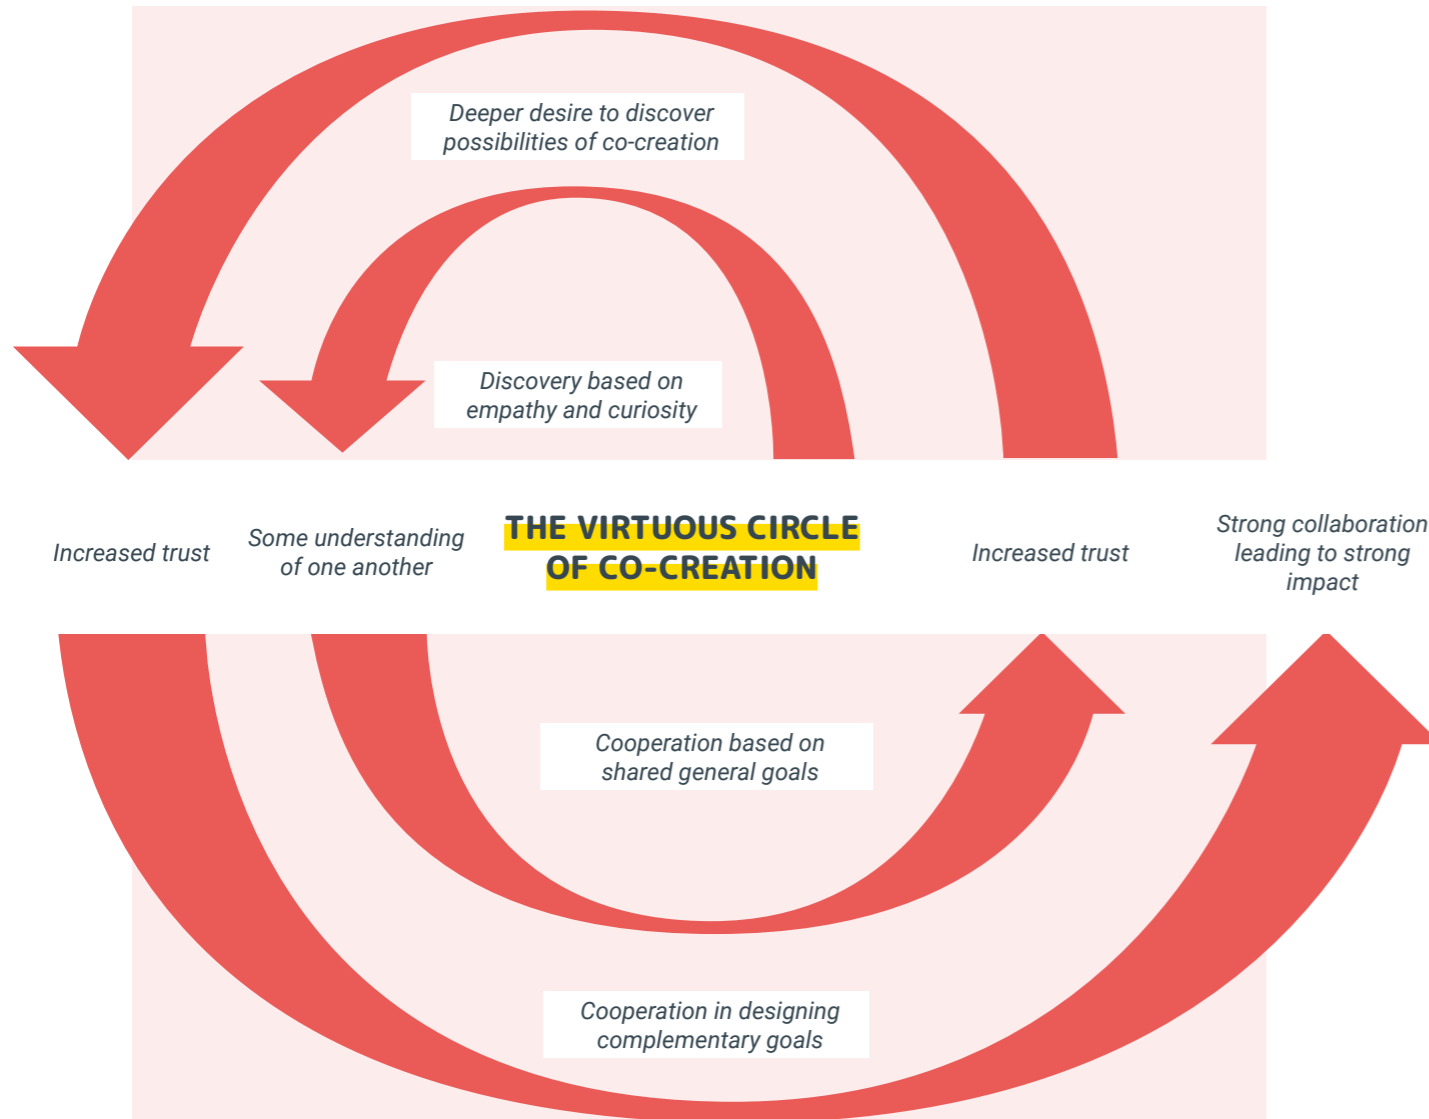 Deeper desire to discover
possibilities of co-creation
Discovery based on
empathy and curiosity
Increased trust
Some understanding
of one another
THE VIRTUOUS CIRCLE
OF CO-CREATION
Increased trust
Strong collaboration
leading to strong
impact
Cooperation based on
shared general goals
Cooperation in designing
complementary goals